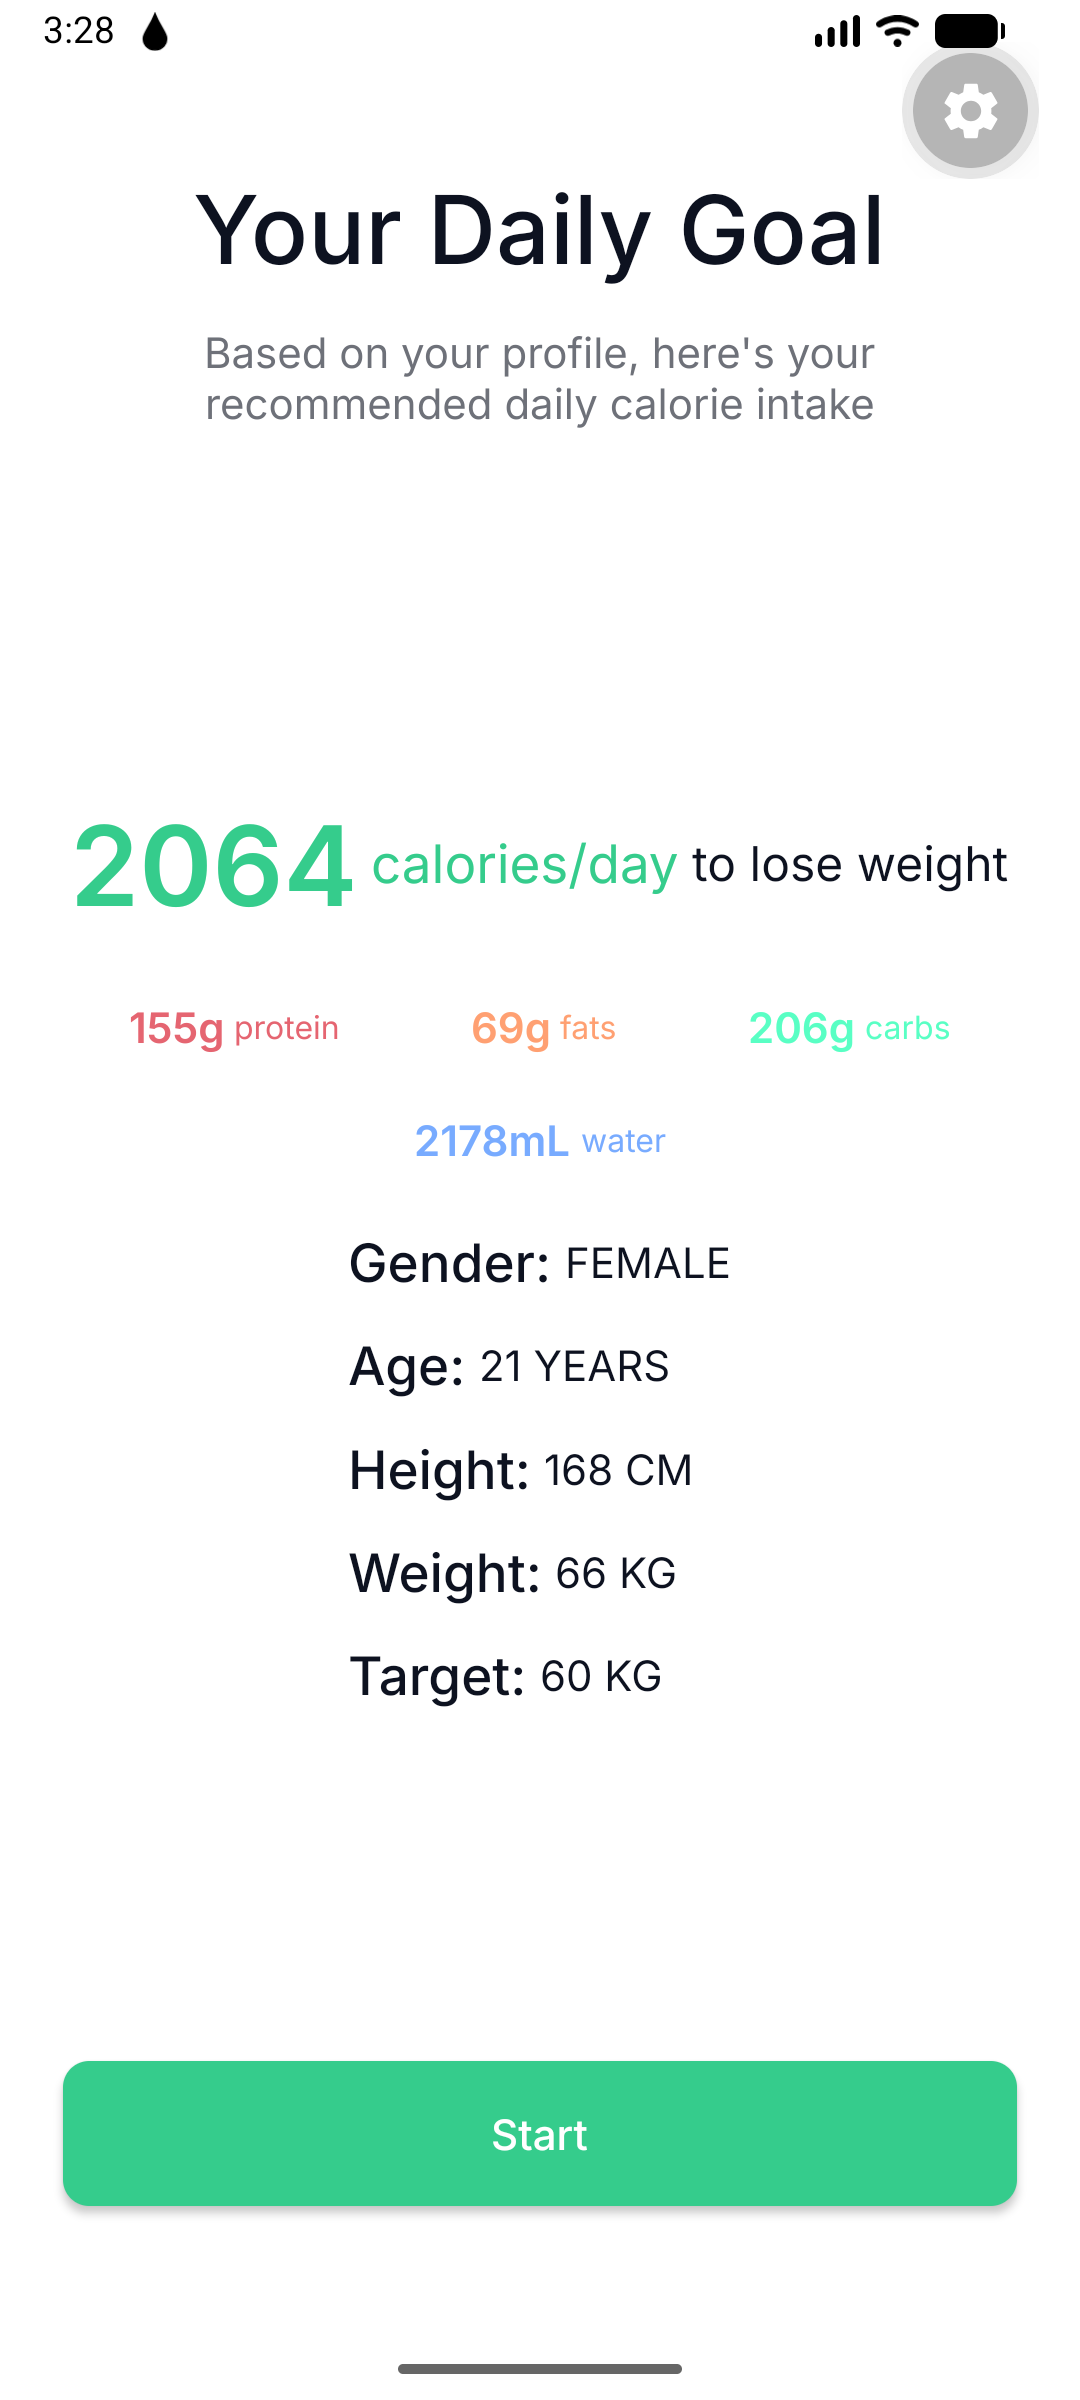 3:28
Your Daily Goal
Based on your profile, here's your
recommended daily calorie intake
2064 calories/day to lose weight
155g protein 69g fats 206g carbs
2178mL water
Gender: FEMALE
Age: 21 YEARS
Height: 168 CM
Weight: 66 KG
Target: 60 KG
Start